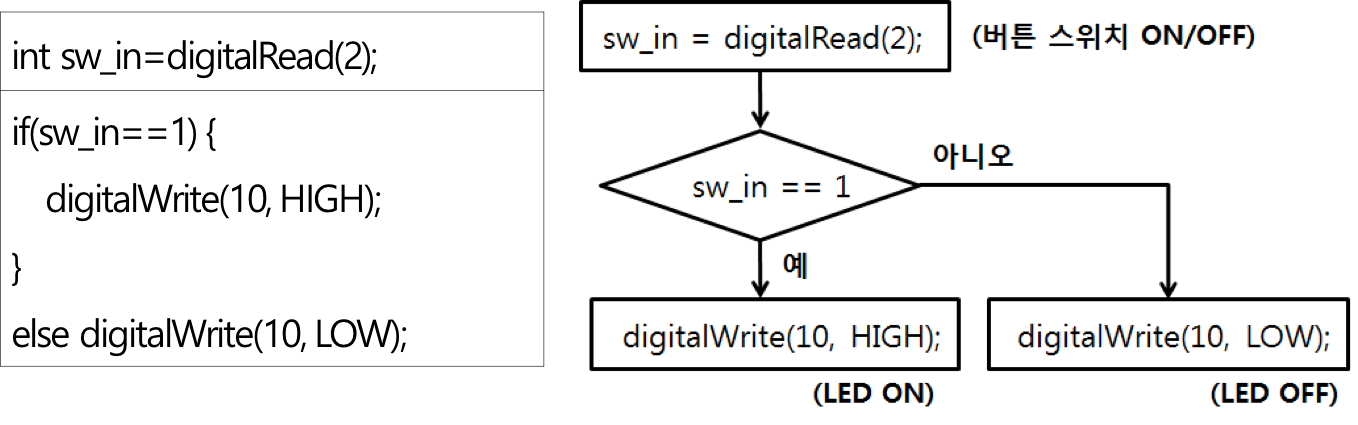 int sw_in=digitalRead(2);
if(sw_in==1) {
digitalWrite(10, HIGH);
}
else digitalWrite(10, LOW);
sw_in = digitalRead(2);
(버튼 스위치 ON/OFF)
sw_in == 1
아니오
예
digitalWrite(10, HIGH);
(LED ON)
digitalWrite(10, LOW);
(LED OFF)